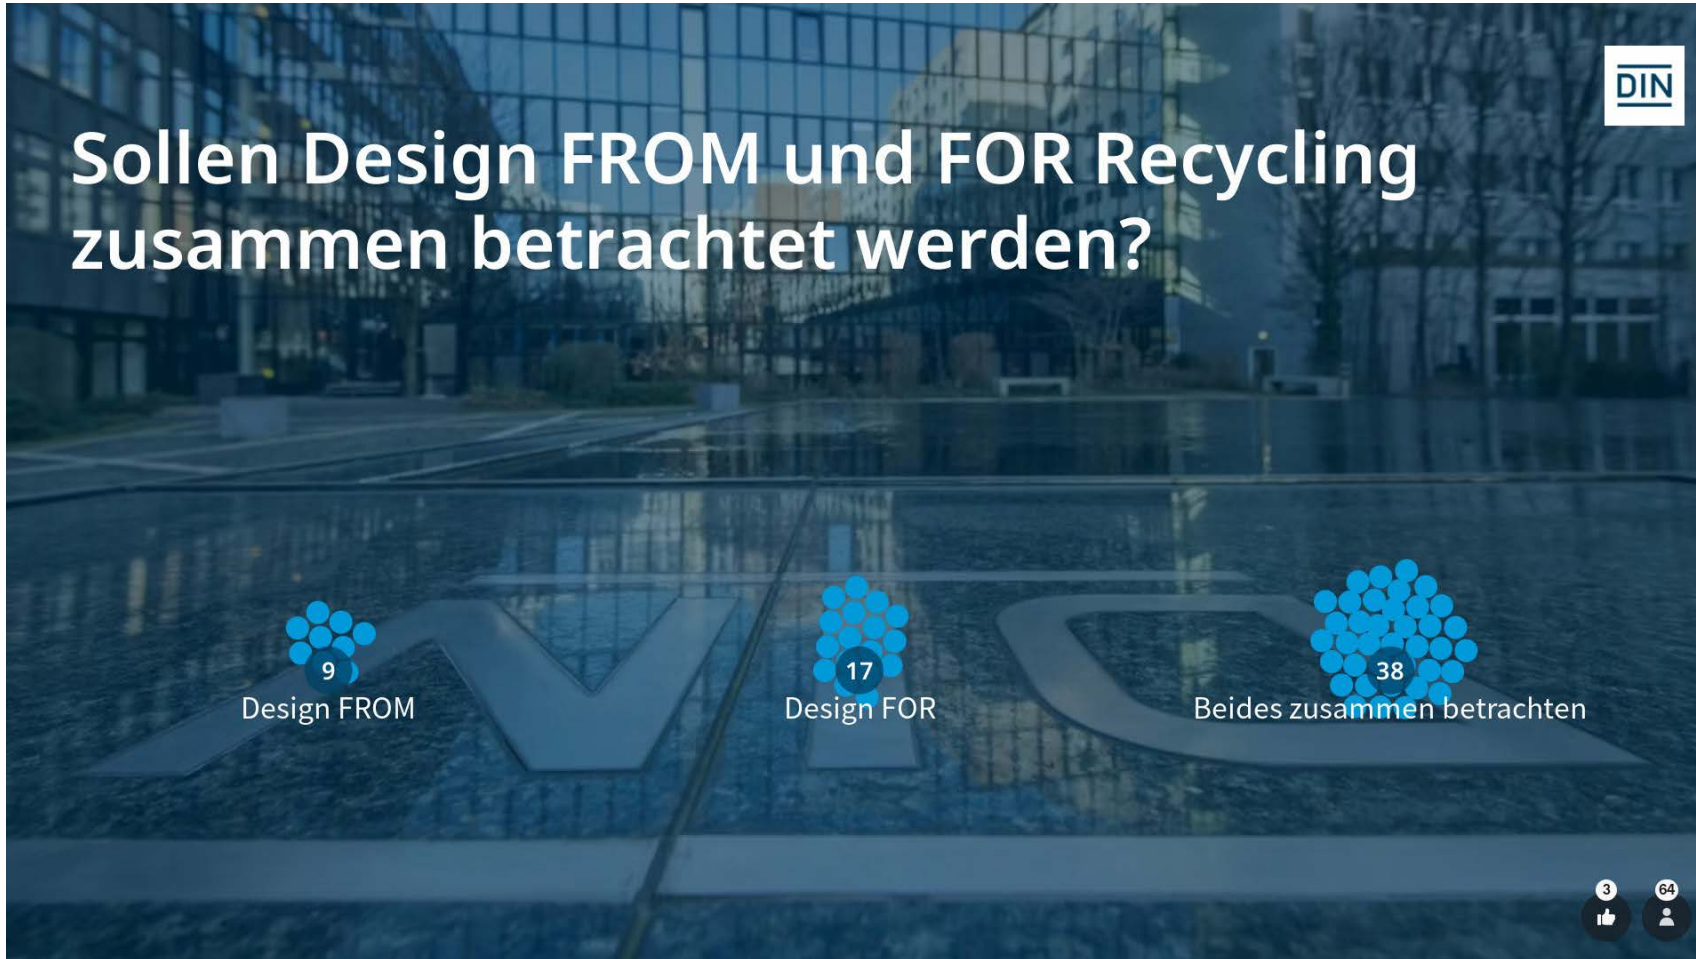 DIN
Sollen Design FROM und FOR Recycling
zusammen betrachtet werden?
9
Design FROM
17
Design FOR
38
Beides zusammen betrachten
3
64